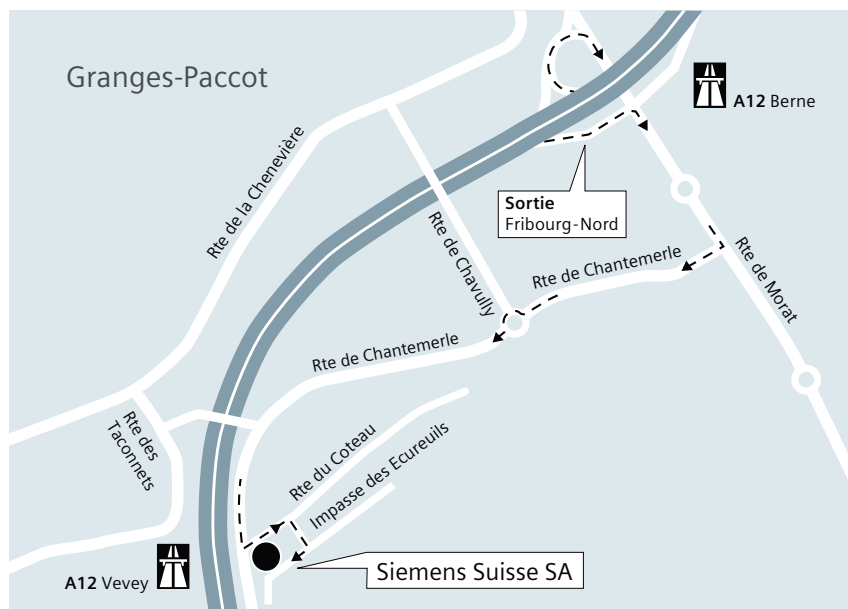 Granges-Paccot
A12 Berne
Rte de la Chenevière
Sortie
Fribourg-Nord
Rte de Chavully
Rte de Chantemerle
Rte de Morat
Rte de Chantemerle
Rte des
Taconnets
Rte du Coteau
Impasse des Ecureuils
A12 Vevey
Siemens Suisse SA